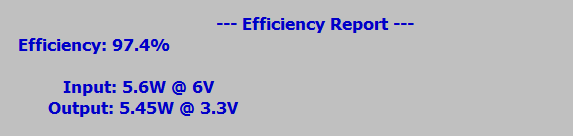 --- Efficiency Report ---
Efficiency: 97.4%
Input: 5.6W @ 6V
Output: 5.45W @ 3.3V